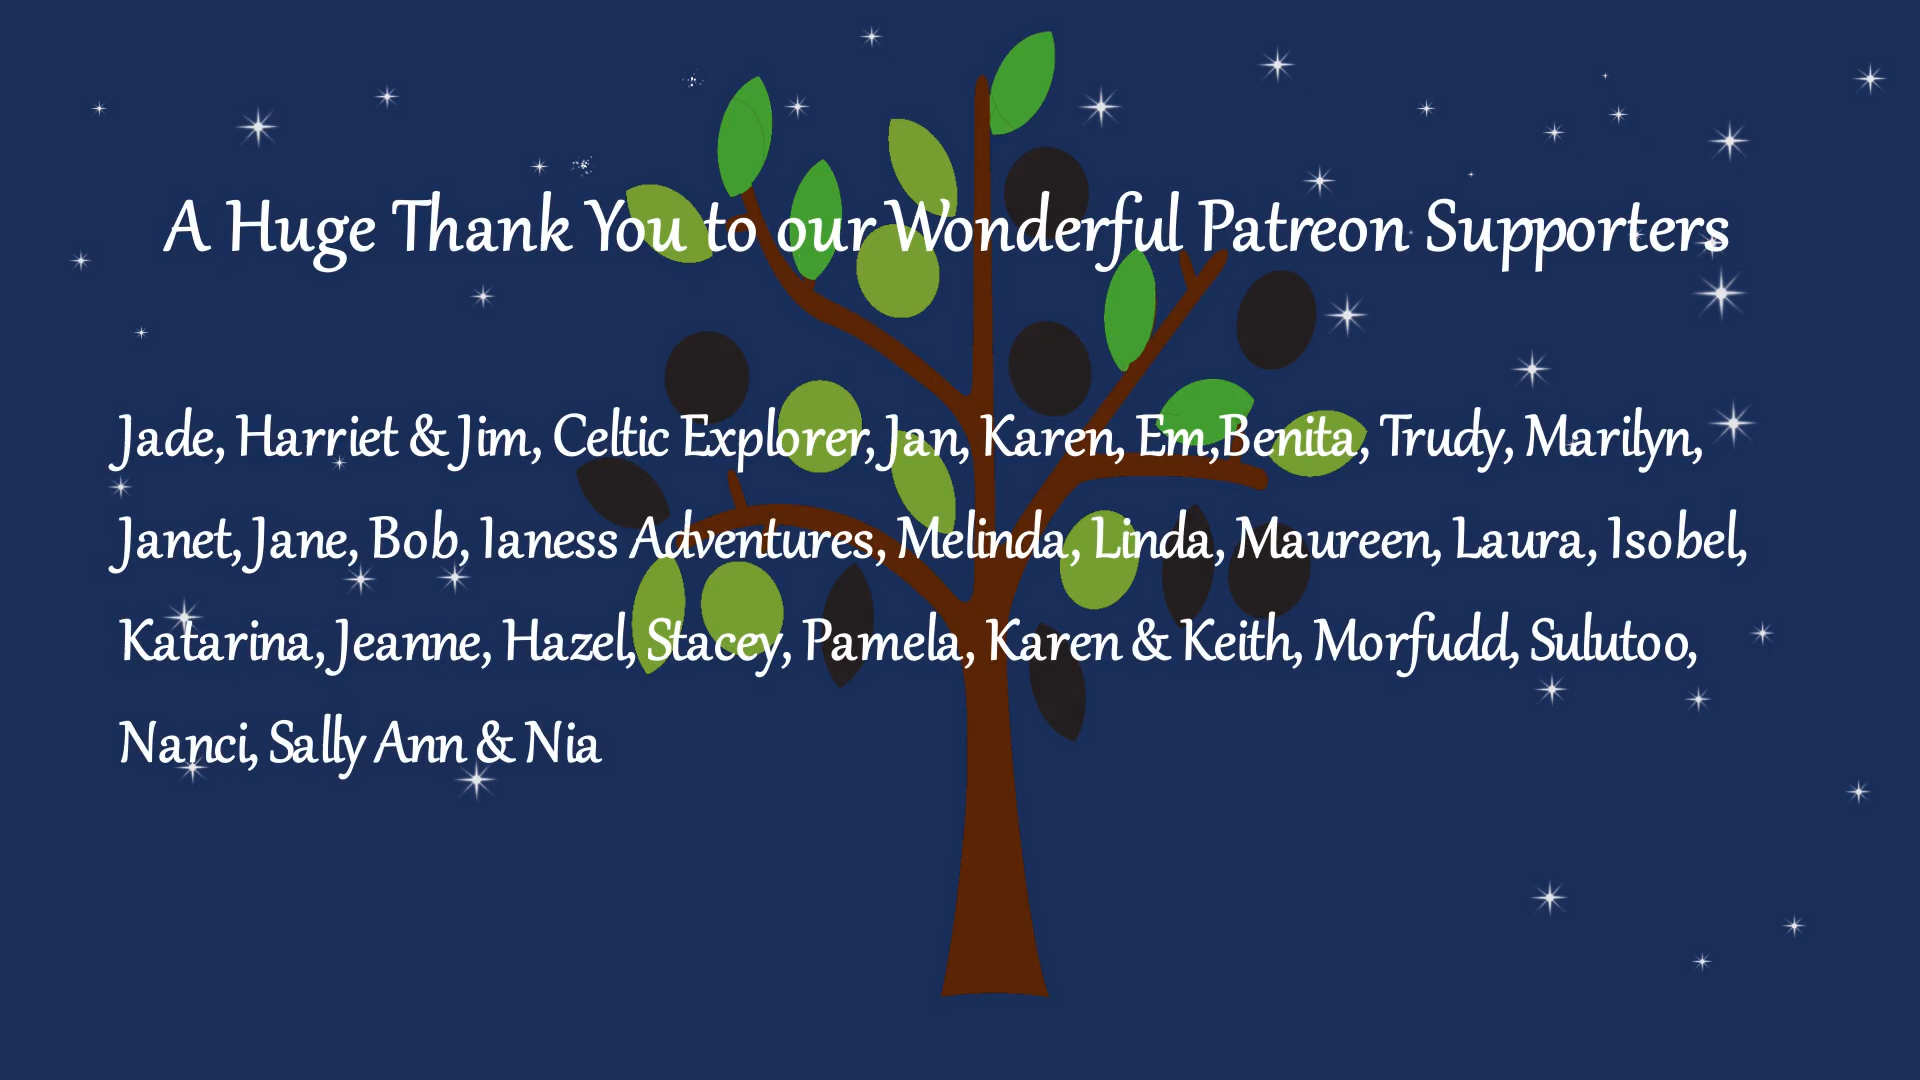 A Huge Thank You to our Wonderful Patreon Supporters
Jade, Harriet & Jim, Celtic Explorer, Jan, Karen, Em,Benita, Trudy, Marilyn,
Janet, Jane, Bob, Ianess Adventures, Melinda, Linda, Maureen, Laura, Isobel,
Katarina, Jeanne, Hazel, Stacey, Pamela, Karen & Keith, Morfudd, Sulutoo,
Nanci, Sally Ann & Nia